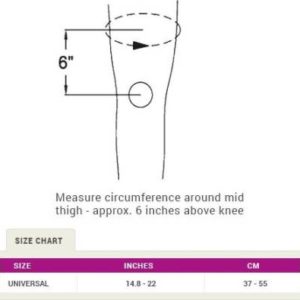 6"
Measure circumference around mid
thigh - approx. 6 inches above knee
SIZE CHART
SIZE INCHES CM
UNIVERSAL 14.8 - 22 37 - 55